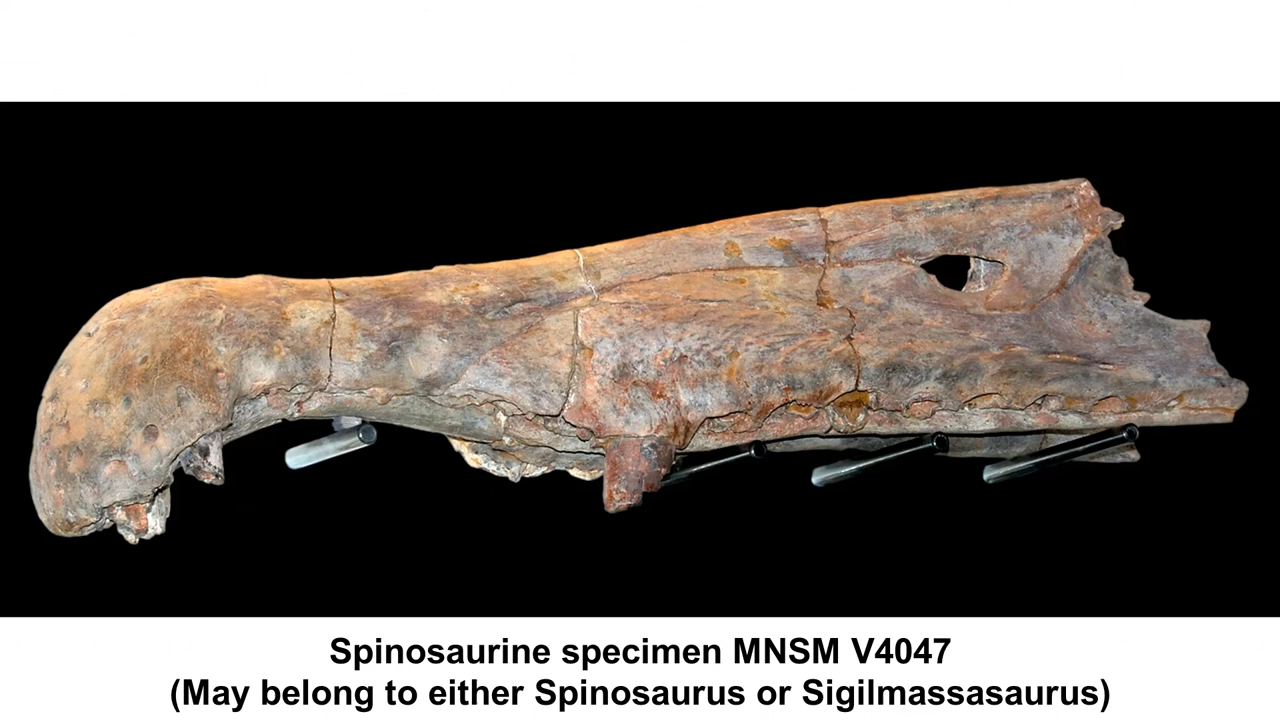 Spinosaurine specimen MNSM V4047
(May belong to either Spinosaurus or Sigilmassasaurus)